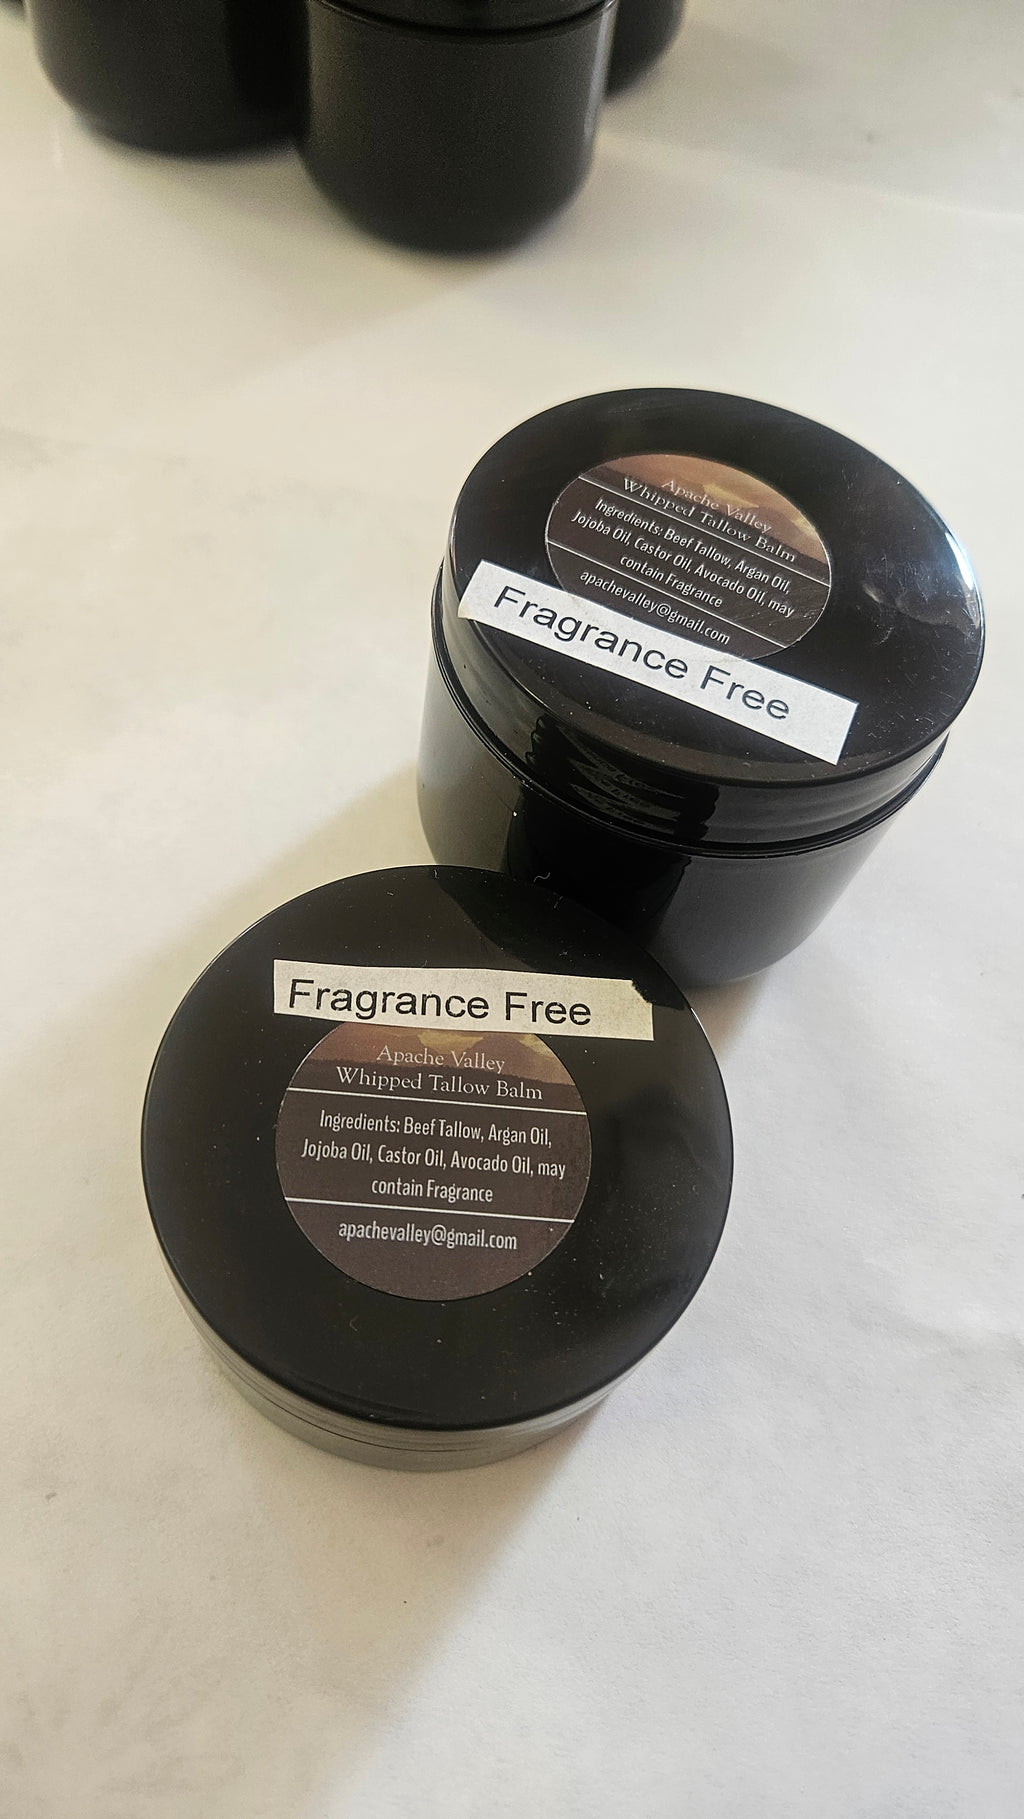 Apache Valley
Whipped Tallow Balm
Ingredients: Beef Tallow, Argan Oil,
Jojoba Oil, Castor Oil, Avocado Oil, may
contain Fragrance
apachevalley@gmail.com
Fragrance Free
Fragrance Free
Apache Valley
Whipped Tallow Balm
Ingredients: Beef Tallow, Argan Oil,
Jojoba Oil, Castor Oil, Avocado Oil, may
contain Fragrance
apachevalley@gmail.com